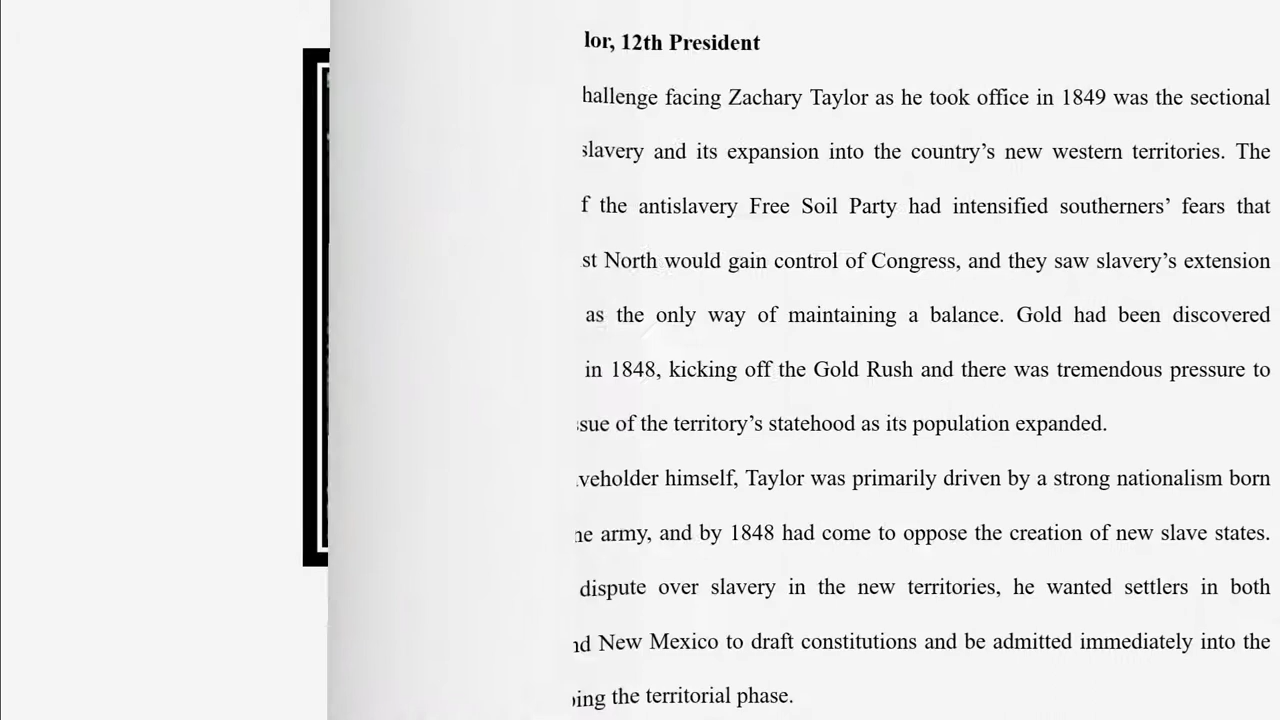 lor, 12th President
hallenge facing Zachary Taylor as he took office in 1849 was the sectional
slavery and its expansion into the country’s new western territories. The
f the antislavery Free Soil Party had intensified southerners’ fears that
st North would gain control of Congress, and they saw slavery’s extension
as the only way of maintaining a balance. Gold had been discovered
in 1848, kicking off the Gold Rush and there was tremendous pressure to
sue of the territory’s statehood as its population expanded.
veholder himself, Taylor was primarily driven by a strong nationalism born
he army, and by 1848 had come to oppose the creation of new slave states.
dispute over slavery in the new territories, he wanted settlers in both
nd New Mexico to draft constitutions and be admitted immediately into the
ping the territorial phase.